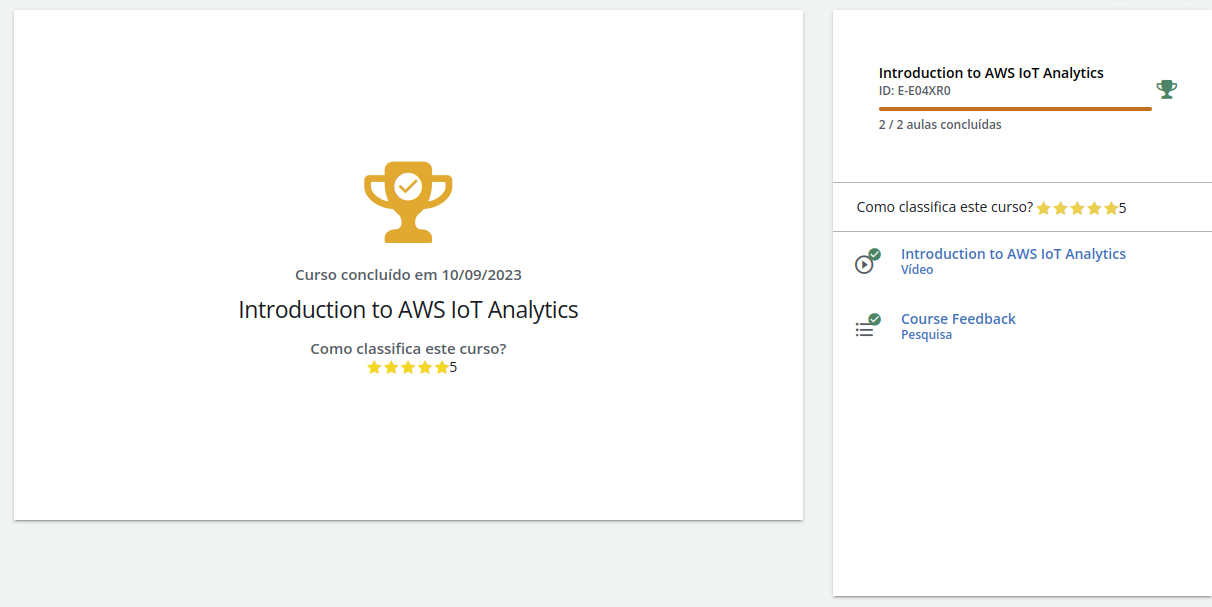 Curso concluído em 10/09/2023
Introduction to AWS IoT Analytics
Como classifica este curso?
5
Introduction to AWS IoT Analytics
ID: E-E04XR0
2 / 2 aulas concluídas
Como classifica este curso? 5
Introduction to AWS IoT Analytics
Vídeo
Course Feedback
Pesquisa